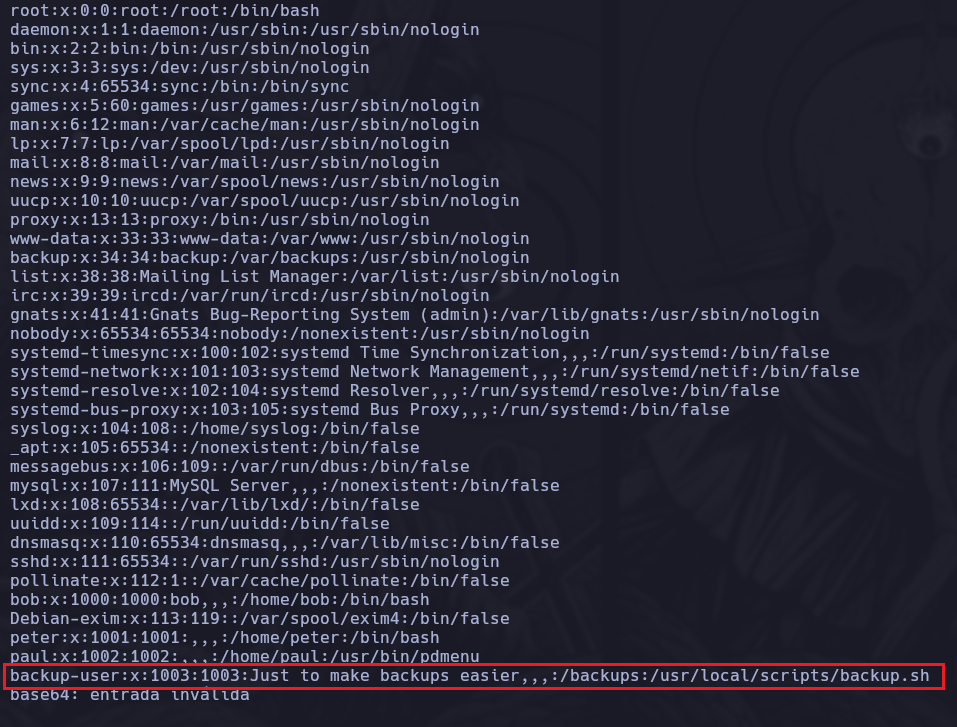 root:x:0:0:root:/root:/bin/bash
daemon:x:1:1:daemon:/usr/sbin:/usr/sbin/nologin
bin:x:2:2:bin:/bin:/usr/sbin/nologin
sys:x:3:3:sys:/dev:/usr/sbin/nologin
sync:x:4:65534:sync:/bin:/bin/sync
games:x:5:60:games:/usr/games:/usr/sbin/nologin
man:x:6:12:man:/var/cache/man:/usr/sbin/nologin
lp:x:7:7:lp:/var/spool/lpd:/usr/sbin/nologin
mail:x:8:8:mail:/var/mail:/usr/sbin/nologin
news:x:9:9:news:/var/spool/news:/usr/sbin/nologin
uucp:x:10:10:uucp:/var/spool/uucp:/usr/sbin/nologin
proxy:x:13:13:proxy:/bin:/usr/sbin/nologin
www-data:x:33:33:www-data:/var/www:/usr/sbin/nologin
backup:x:34:34:backup:/var/backups:/usr/sbin/nologin
list:x:38:38:Mailing List Manager:/var/list:/usr/sbin/nologin
irc:x:39:39:ircd:/var/run/ircd:/usr/sbin/nologin
gnats:x:41:41:Gnats Bug-Reporting System (admin):/var/lib/gnats:/usr/sbin/nologin
nobody:x:65534:65534:nobody:/nonexistent:/usr/sbin/nologin
systemd-timesync:x:100:102:systemd Time Synchronization,,,:/run/systemd:/bin/false
systemd-network:x:101:103:systemd Network Management,,,:/run/systemd/netif:/bin/false
systemd-resolve:x:102:104:systemd Resolver,,,:/run/systemd/resolve:/bin/false
systemd-bus-proxy:x:103:105:systemd Bus Proxy,,,:/run/systemd:/bin/false
syslog:x:104:108::/home/syslog:/bin/false
_apt:x:105:65534::/nonexistent:/bin/false
messagebus:x:106:109::/var/run/dbus:/bin/false
mysql:x:107:111:MySQL Server,,,:/nonexistent:/bin/false
lxd:x:108:65534::/var/lib/lxd/:/bin/false
uuidd:x:109:114::/run/uuidd:/bin/false
dnsmasq:x:110:65534:dnsmasq,,,:/var/lib/misc:/bin/false
sshd:x:111:65534::/var/run/sshd:/usr/sbin/nologin
pollinate:x:112:1::/var/cache/pollinate:/bin/false
bob:x:1000:1000:bob,,,:/home/bob:/bin/bash
Debian-exim:x:113:119::/var/spool/exim4:/bin/false
peter:x:1001:1001:,,,:/home/peter:/bin/bash
paul:x:1002:1002:,,,:/home/paul:/usr/bin/pdmenu
backup-user:x:1003:1003:Just to make backups easier,,,:/backups:/usr/local/scripts/backup.sh
base64: entrada inválida